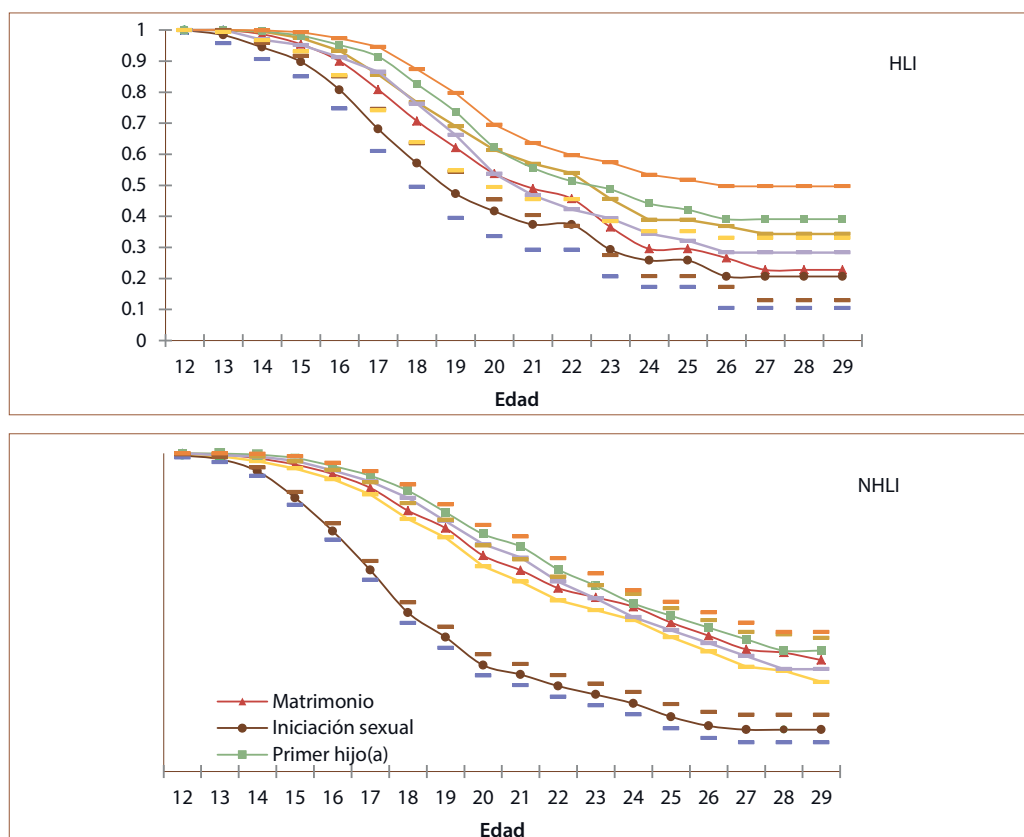 HLI
1
0.9
0.8
0.7
0.6
0.5
0.4
0.3
0.2
0.1
0
12 13 14 15 16 17 18 19 20 21 22 23 24 25 26 27 28 29
Edad
NHLI
Matrimonio
Iniciación sexual
Primer hijo(a)
12 13 14 15 16 17 18 19 20 21 22 23 24 25 26 27 28 29
Edad